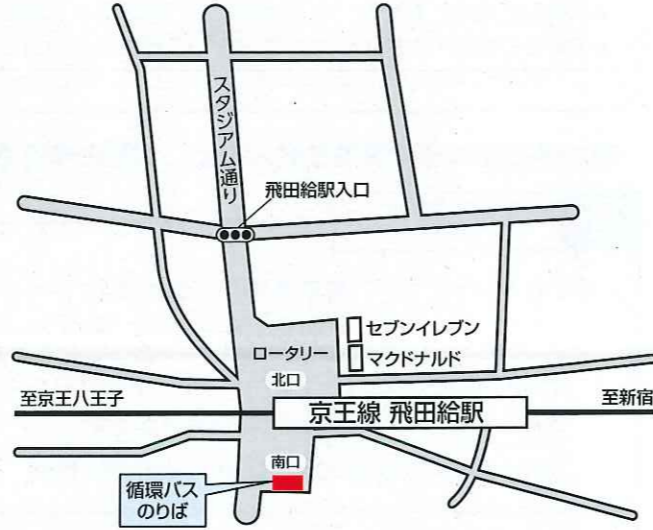 スタジアム通り
飛田給駅入口
セブンイレブン
ロータリー
マクドナルド
北口
至京王八王子
京王線 飛田給駅
至新宿
南口
循環バス
のりば